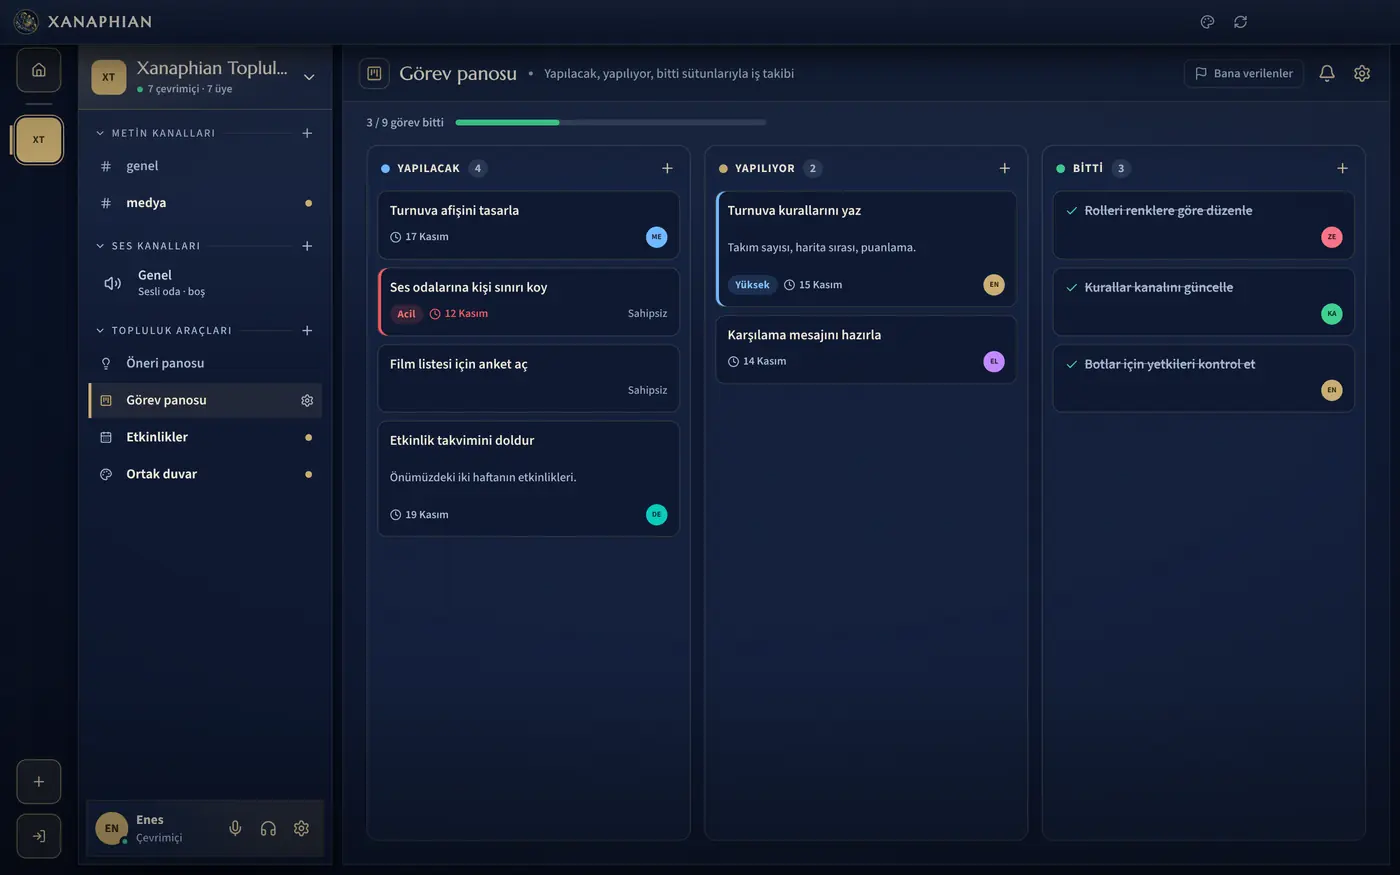 XANAPHIAN
XT
Xanaphian Toplul...
7 çevrimiçi · 7 üye
XT
METİN KANALLARI
# genel
# medya
SES KANALLARI
Genel
Sesli oda · boş
TOPLULUK ARAÇLARI
Öneri panosu
Görev panosu
Etkinlikler
Ortak duvar
EN
Enes
Çevrimiçi
Görev panosu • Yapılacak, yapılıyor, bitti sütunlarıyla iş takibi
Bana verilenler
3 / 9 görev bitti
YAPILACAK 4
Turnuva afişini tasarla
17 Kasım ME
Ses odalarına kişi sınırı koy
Acil 12 Kasım Sahipsiz
Film listesi için anket aç
Sahipsiz
Etkinlik takvimini doldur
Önümüzdeki iki haftanın etkinlikleri.
19 Kasım DE
YAPILIYOR 2
Turnuva kurallarını yaz
Takım sayısı, harita sırası, puanlama.
Yüksek 15 Kasım EN
Karşılama mesajını hazırla
14 Kasım EL
BİTTİ 3
Rolleri renklere göre düzenle
ZE
Kurallar kanalını güncelle
KA
Botlar için yetkileri kontrol et
EN